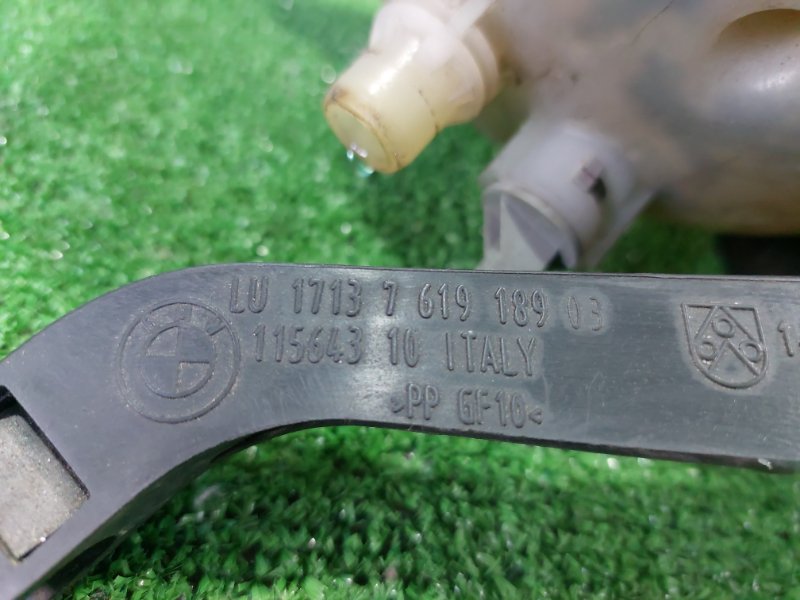 LU 1713 7 619 189 03
115643 10 ITALY
>PP GF10<